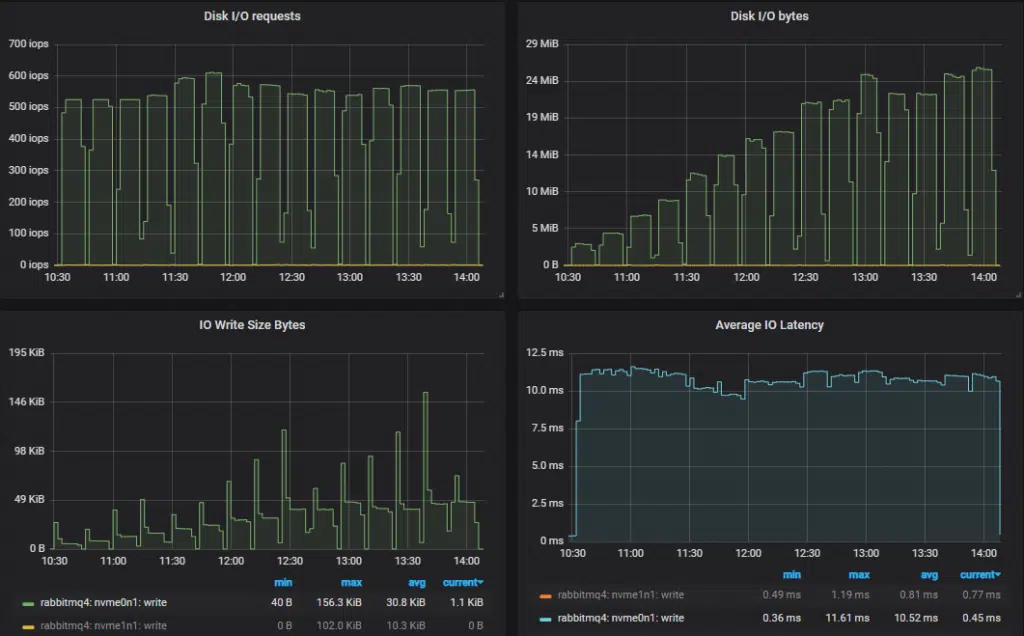 Disk I/O requests
700 iops
600 iops
500 iops
400 iops
300 iops
200 iops
100 iops
0 iops
10:30 11:00 11:30 12:00 12:30 13:00 13:30 14:00
Disk I/O bytes
29 MiB
24 MiB
19 MiB
14 MiB
10 MiB
5 MiB
0 B
10:30 11:00 11:30 12:00 12:30 13:00 13:30 14:00
IO Write Size Bytes
195 KiB
146 KiB
98 KiB
49 KiB
0 B
10:30 11:00 11:30 12:00 12:30 13:00 13:30 14:00
min max avg current
rabbitmq4: nvme0n1: write 40 B 156.3 KiB 30.8 KiB 1.1 KiB
rabbitmq4: nvme1n1: write 0 B 102.0 KiB 10.3 KiB 0 B
Average IO Latency
12.5 ms
10.0 ms
7.5 ms
5.0 ms
2.5 ms
0 ms
10:30 11:00 11:30 12:00 12:30 13:00 13:30 14:00
min max avg current
rabbitmq4: nvme1n1: write 0.49 ms 1.19 ms 0.81 ms 0.77 ms
rabbitmq4: nvme0n1: write 0.36 ms 11.61 ms 10.52 ms 0.45 ms